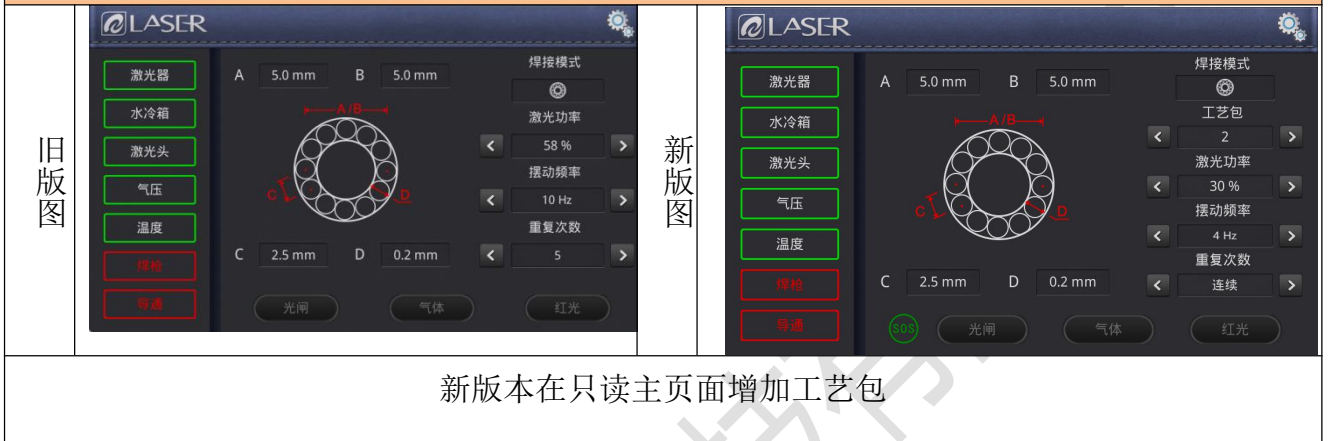 旧版图
LASER
激光器
水冷箱
激光头
气压
温度
焊枪
导通
A 5.0 mm B 5.0 mm
A/B
C
D
C 2.5 mm D 0.2 mm
焊接模式
激光功率
< 58 % >
摆动频率
< 10 Hz >
重复次数
< 5 >
光闸 气体 红光
新版图
LASER
激光器
水冷箱
激光头
气压
温度
焊枪
导通
A 5.0 mm B 5.0 mm
A/B
C
D
C 2.5 mm D 0.2 mm
焊接模式
工艺包
< 2 >
激光功率
< 30 % >
摆动频率
< 4 Hz >
重复次数
< 连续 >
SOS 光闸 气体 红光
新版本在只读主页面增加工艺包